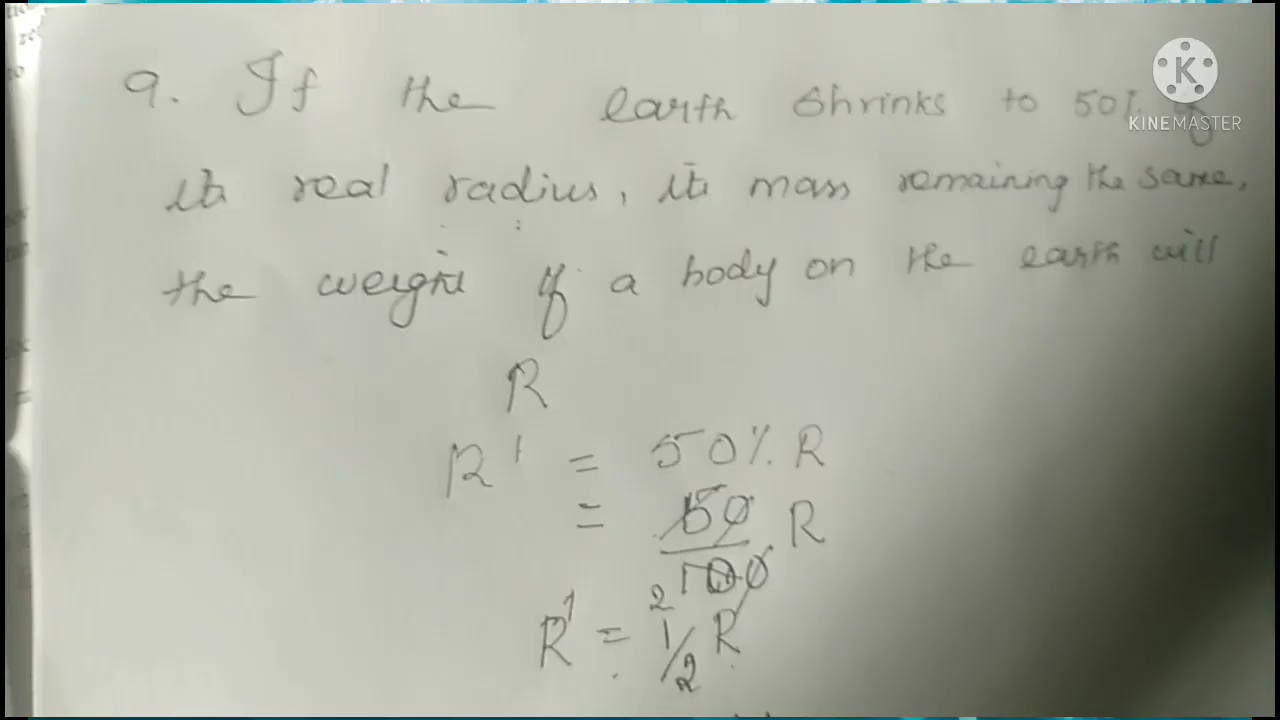 9. If the earth shrinks to 50% of
its real radius, its mass remaining the same,
the weight of a body on the earth will
R
R' = 50% R
= 50/100 R
2
R' = 1/2 R
K
KINEMASTER